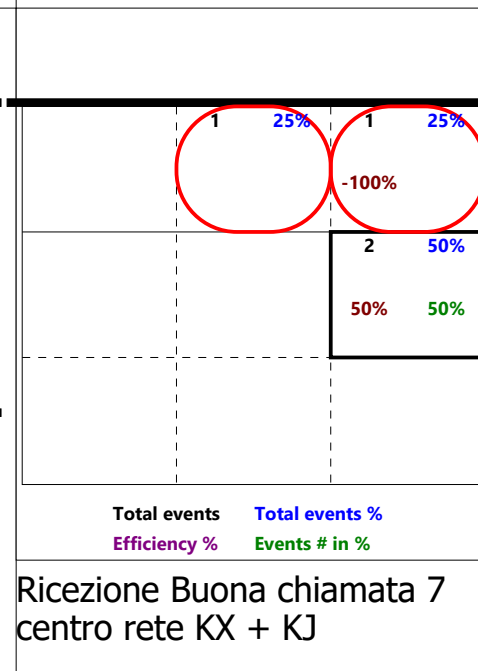 1 25% 1 25%
-100%
2 50%
50% 50%
Total events Total events %
Efficiency % Events # in %
Ricezione Buona chiamata 7
centro rete KX + KJ